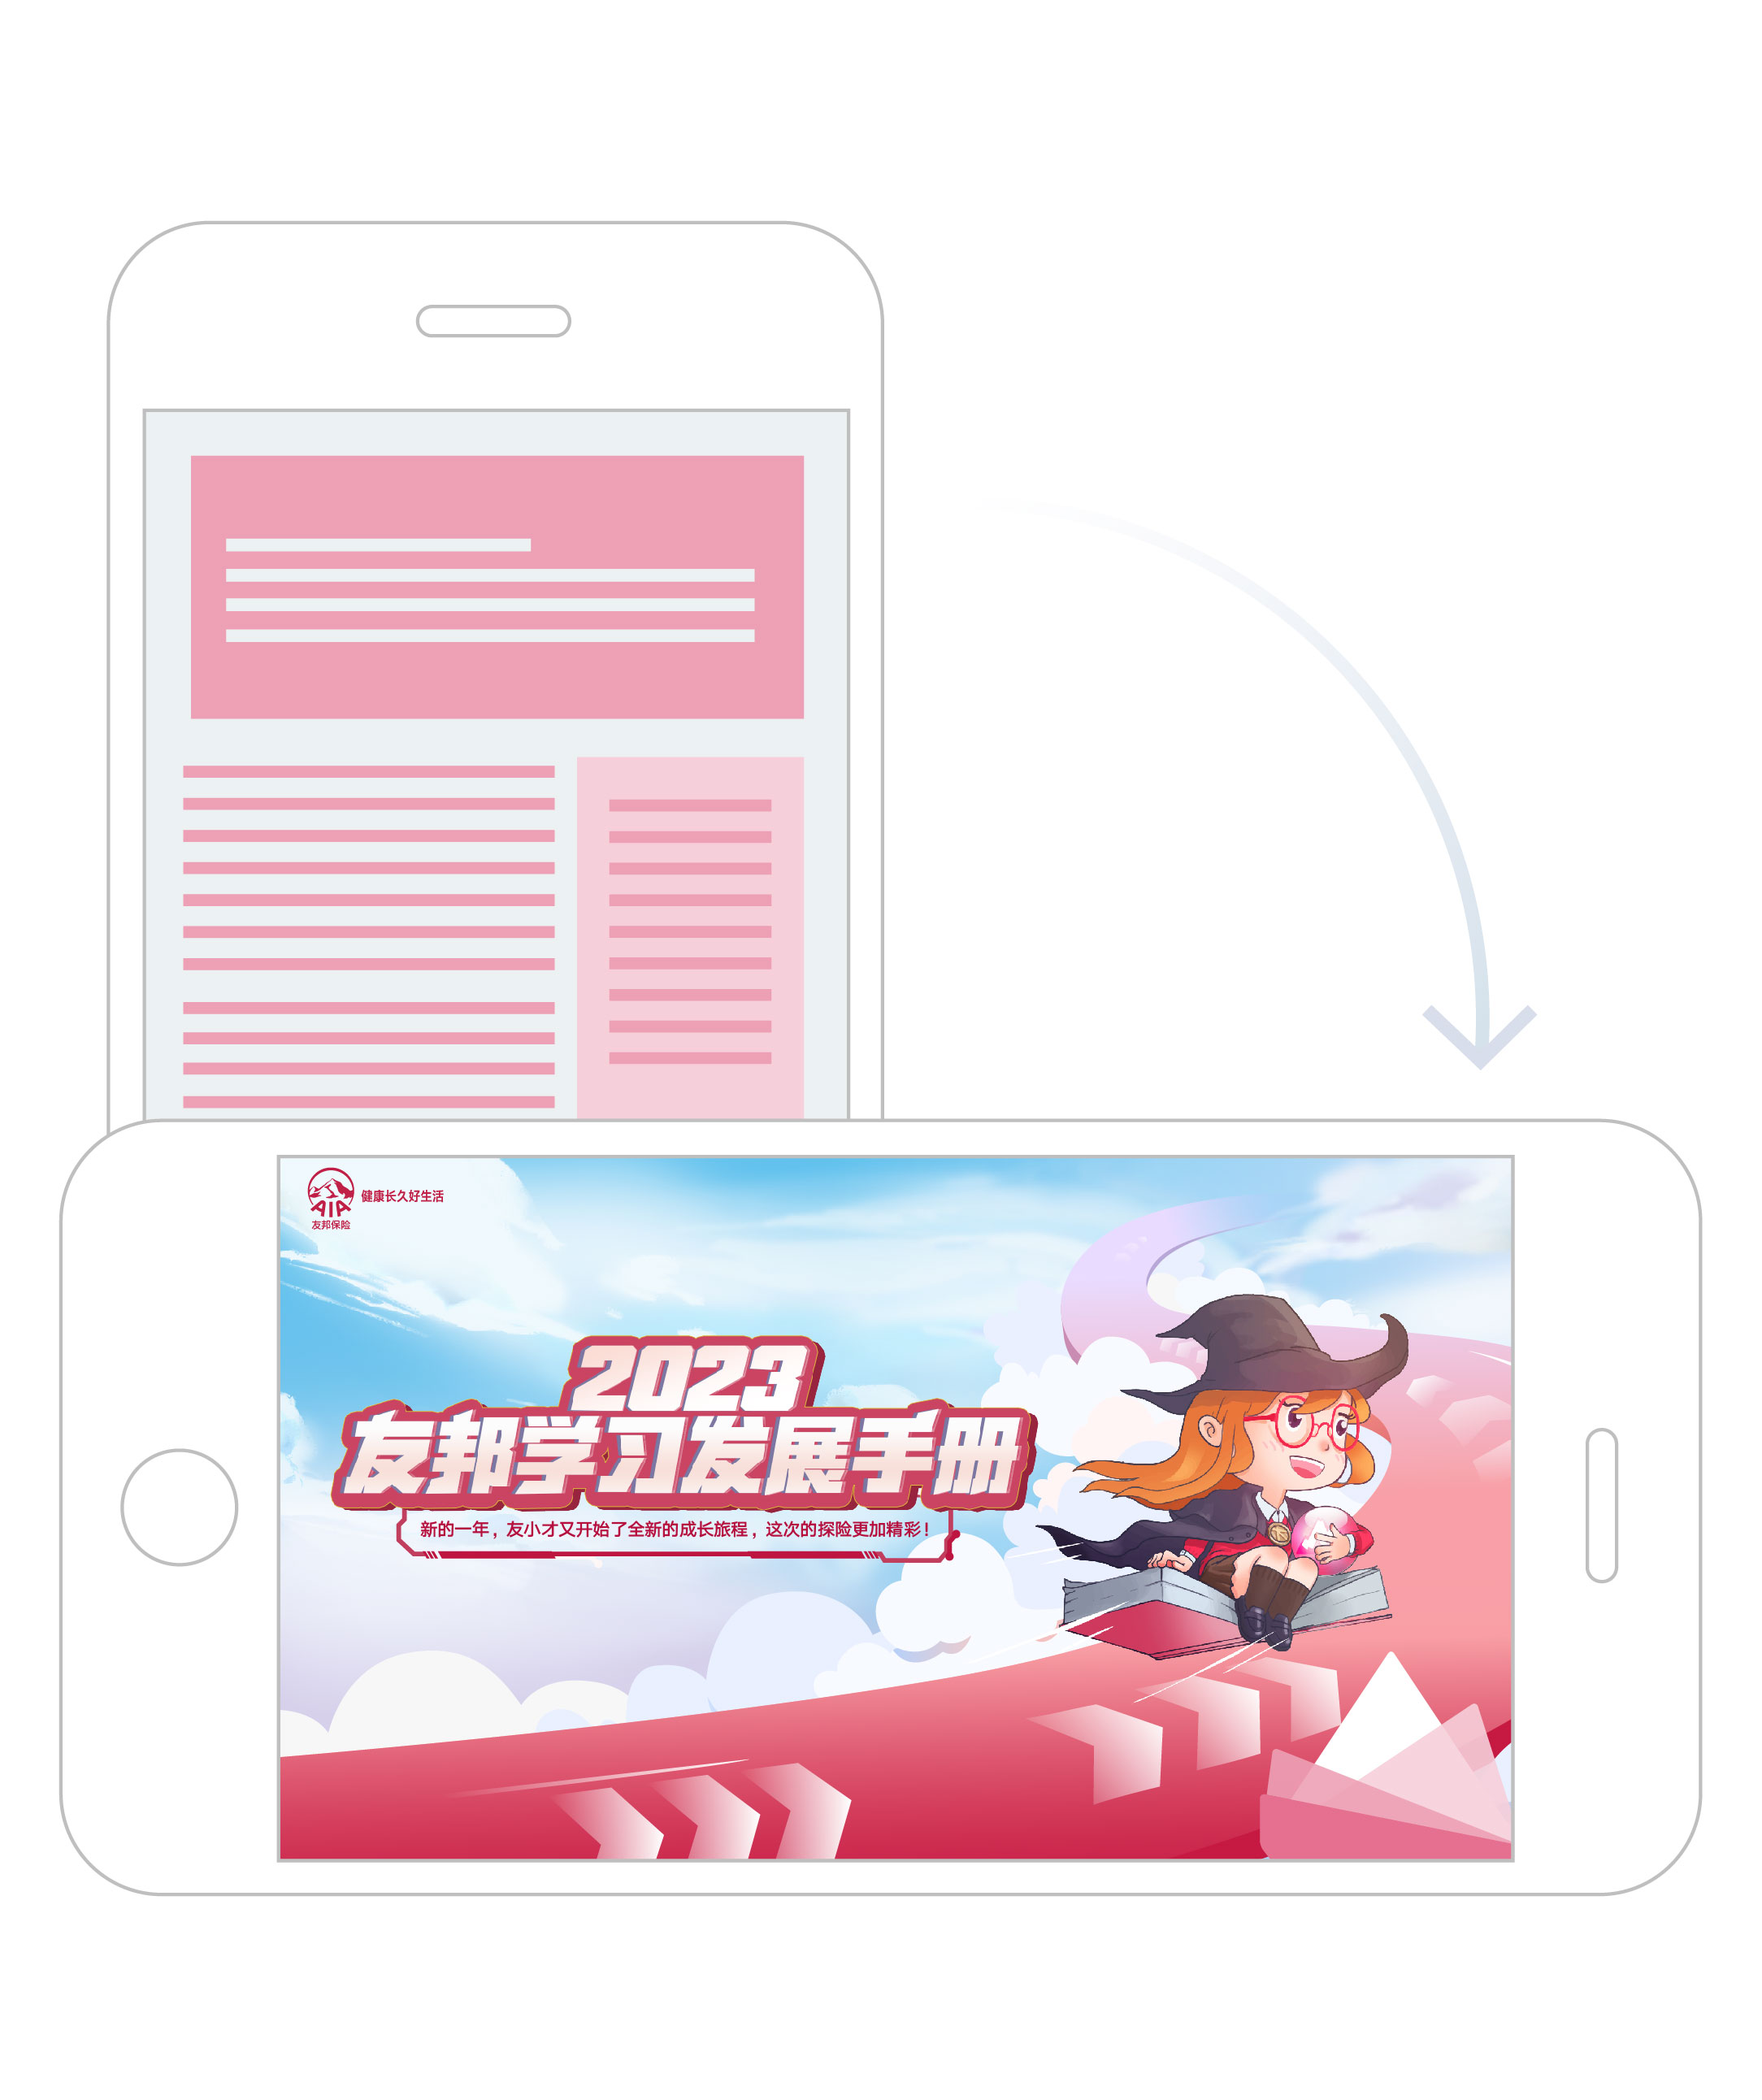 AIA
友邦保险
健康长久好生活
2023
友邦学习发展手册
新的一年，友小才又开始了全新的成长旅程，这次的探险更加精彩！